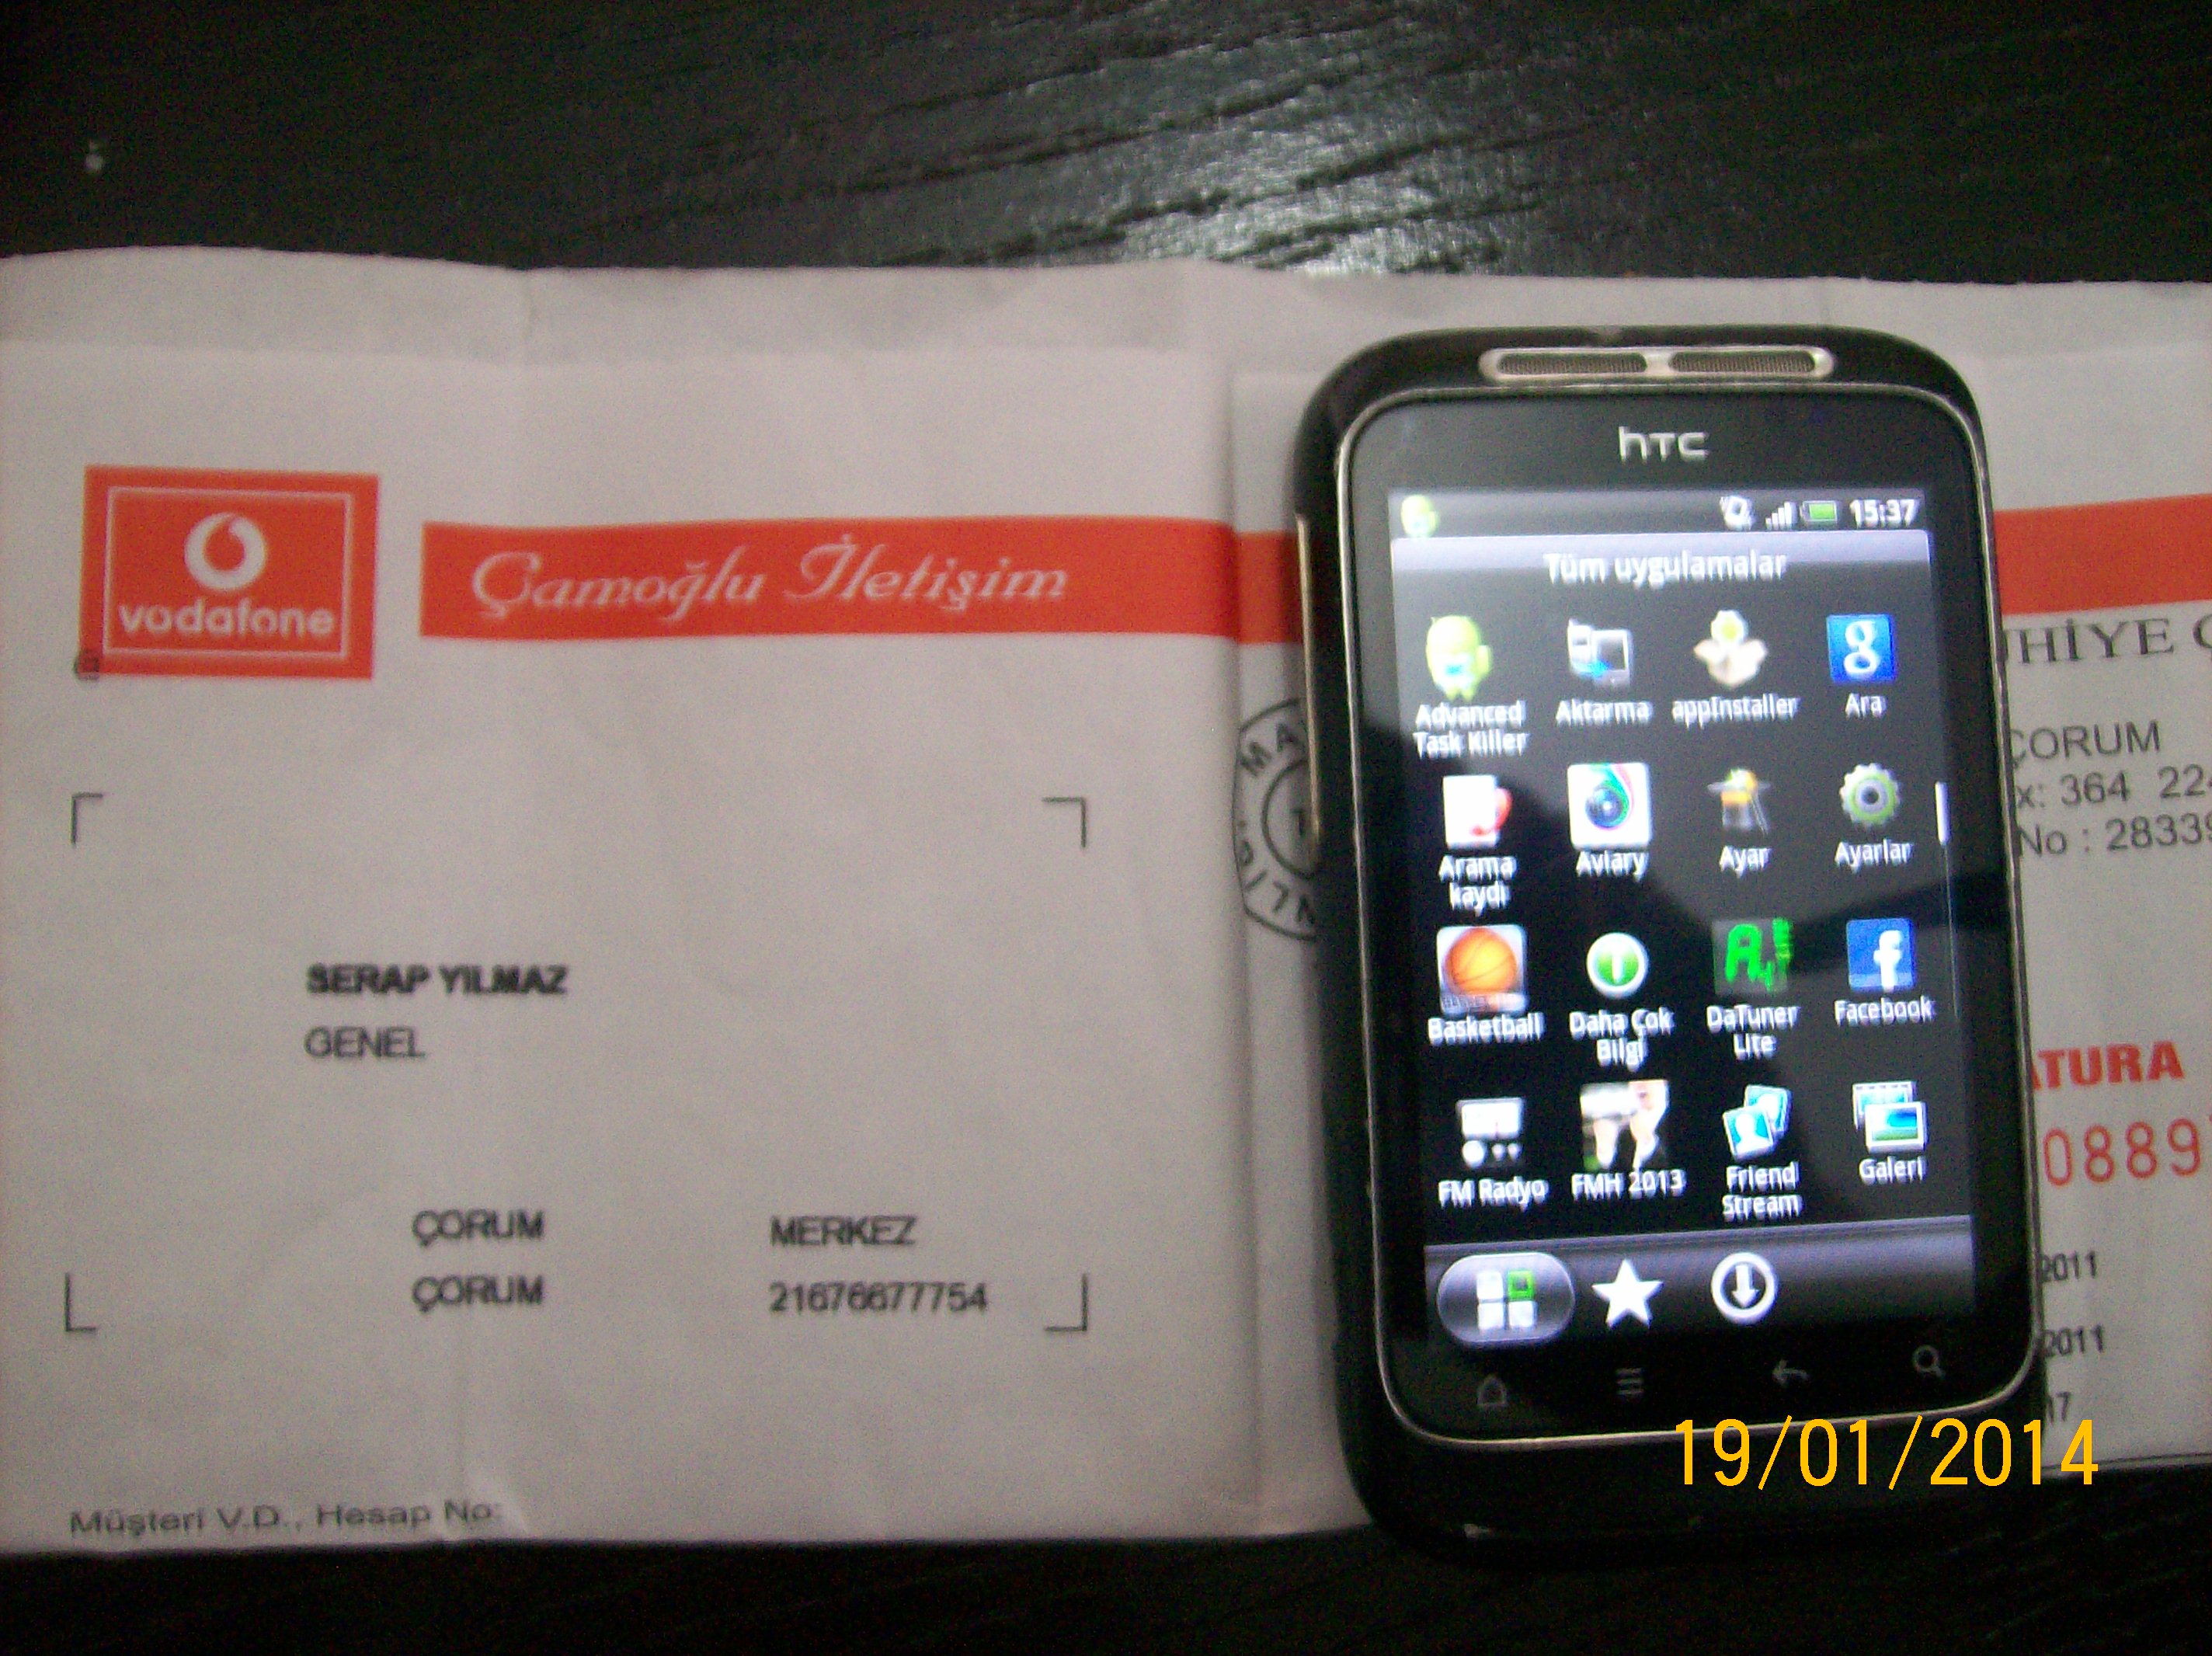 vodafone
Çamoğlu İletişim
SERAP YILMAZ
GENEL
ÇORUM MERKEZ
ÇORUM 21676677754
Müşteri V.D., Hesap No:
hTC
15:37
Tüm uygulamalar
Advanced Task Killer
Aktarma
appInstaller
Ara
Arama kaydı
Aviary
Ayar
Ayarlar
Basketball
Daha Çok Bilgi
DaTuner Lite
Facebook
FM Radyo
FMH 2013
Friend Stream
Galeri
HİYE
ÇORUM
x: 364 22
No : 2833
ATURA
0889
2011
2011
17
19/01/2014